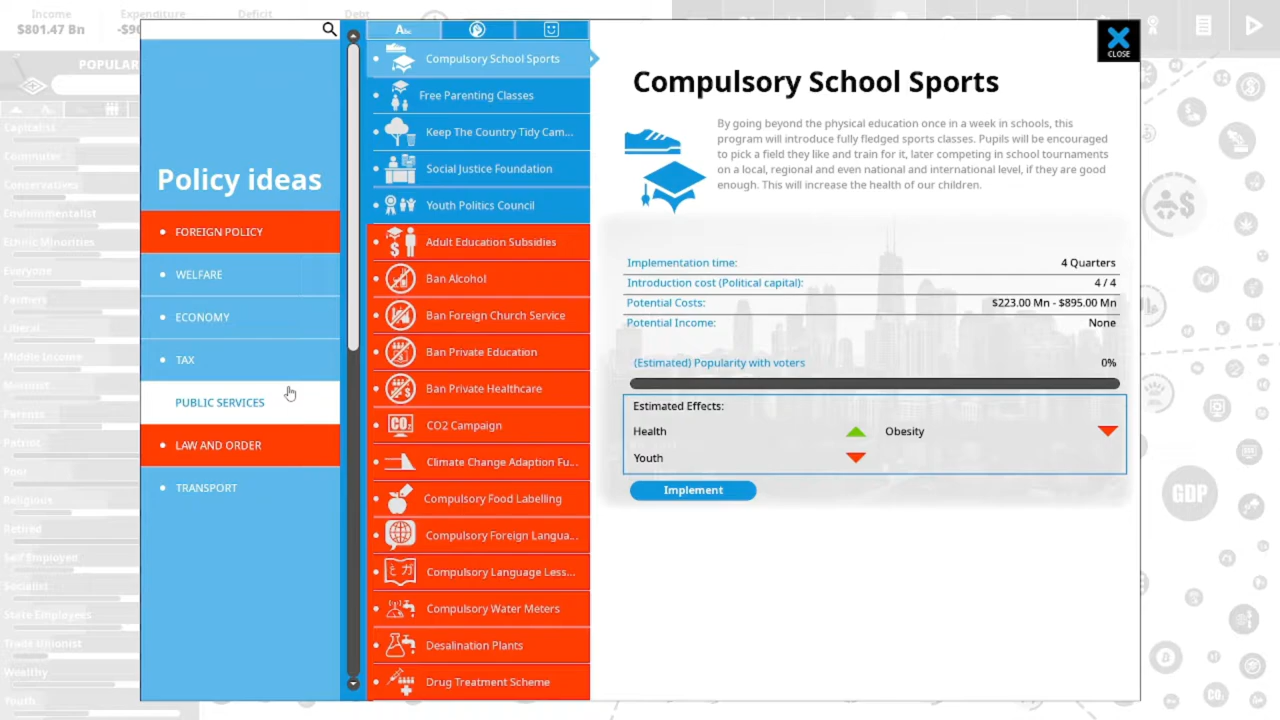 Income
Expenditure
Deficit
Debt
$801.47 Bn
Policy ideas
FOREIGN POLICY
WELFARE
ECONOMY
TAX
PUBLIC SERVICES
LAW AND ORDER
TRANSPORT
Compulsory School Sports
Free Parenting Classes
Keep The Country Tidy Cam...
Social Justice Foundation
Youth Politics Council
Adult Education Subsidies
Ban Alcohol
Ban Foreign Church Service
Ban Private Education
Ban Private Healthcare
CO2 Campaign
Climate Change Adaption Fu...
Compulsory Food Labelling
Compulsory Foreign Langua...
Compulsory Language Less...
Compulsory Water Meters
Desalination Plants
Drug Treatment Scheme
CLOSE
Compulsory School Sports
By going beyond the physical education once in a week in schools, this
program will introduce fully fledged sports classes. Pupils will be encouraged
to pick a field they like and train for it, later competing in school tournaments
on a local, regional and even national and international level, if they are good
enough. This will increase the health of our children.
Implementation time: 4 Quarters
Introduction cost (Political capital): 4 / 4
Potential Costs: $223.00 Mn - $895.00 Mn
Potential Income: None
(Estimated) Popularity with voters 0%
Estimated Effects:
Health Obesity
Youth
Implement
GDP
Capitalist
Commuter
Conservatives
Environmentalist
Ethnic Minorities
Everyone
Farmers
Liberal
Middle Income
Motorist
Parents
Patriot
Poor
Religious
Retired
Self Employed
Socialist
State Employees
Trade Unionist
Wealthy
Youth